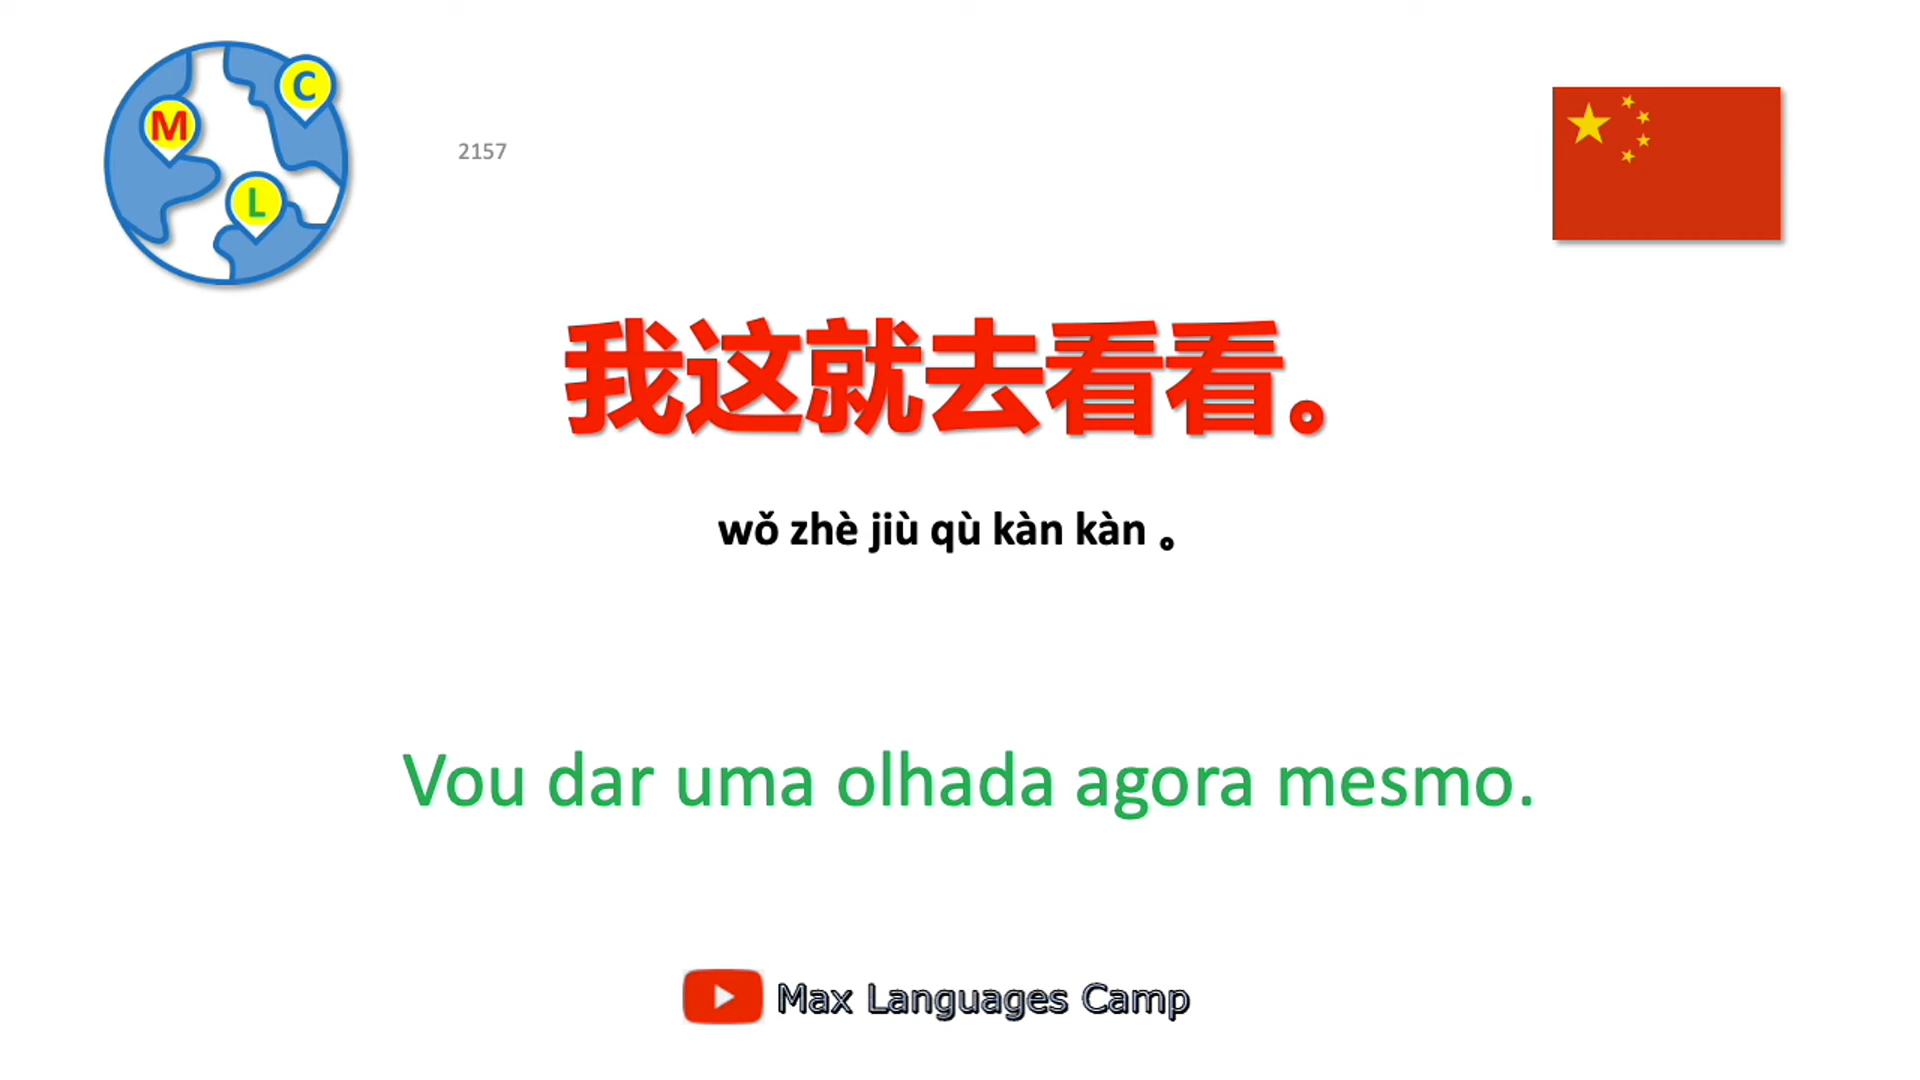 M
C
L
2157
我这就去看看。
wǒ zhè jiù qù kàn kàn 。
Vou dar uma olhada agora mesmo.
Max Languages Camp